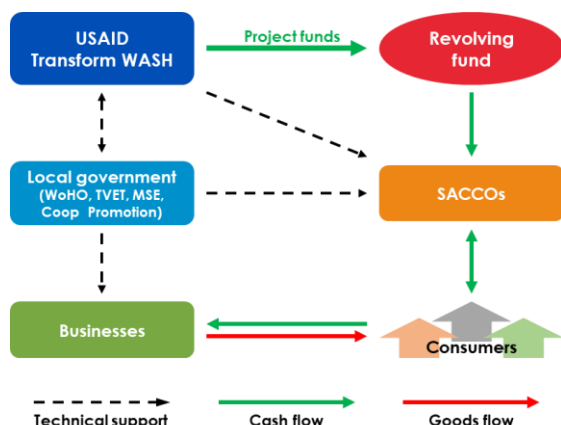 USAID
Transform WASH
Project funds
Revolving
fund
Local government
(WoHO, TVET, MSE,
Coop Promotion)
SACCOs
Businesses
Consumers
Technical support
Cash flow
Goods flow